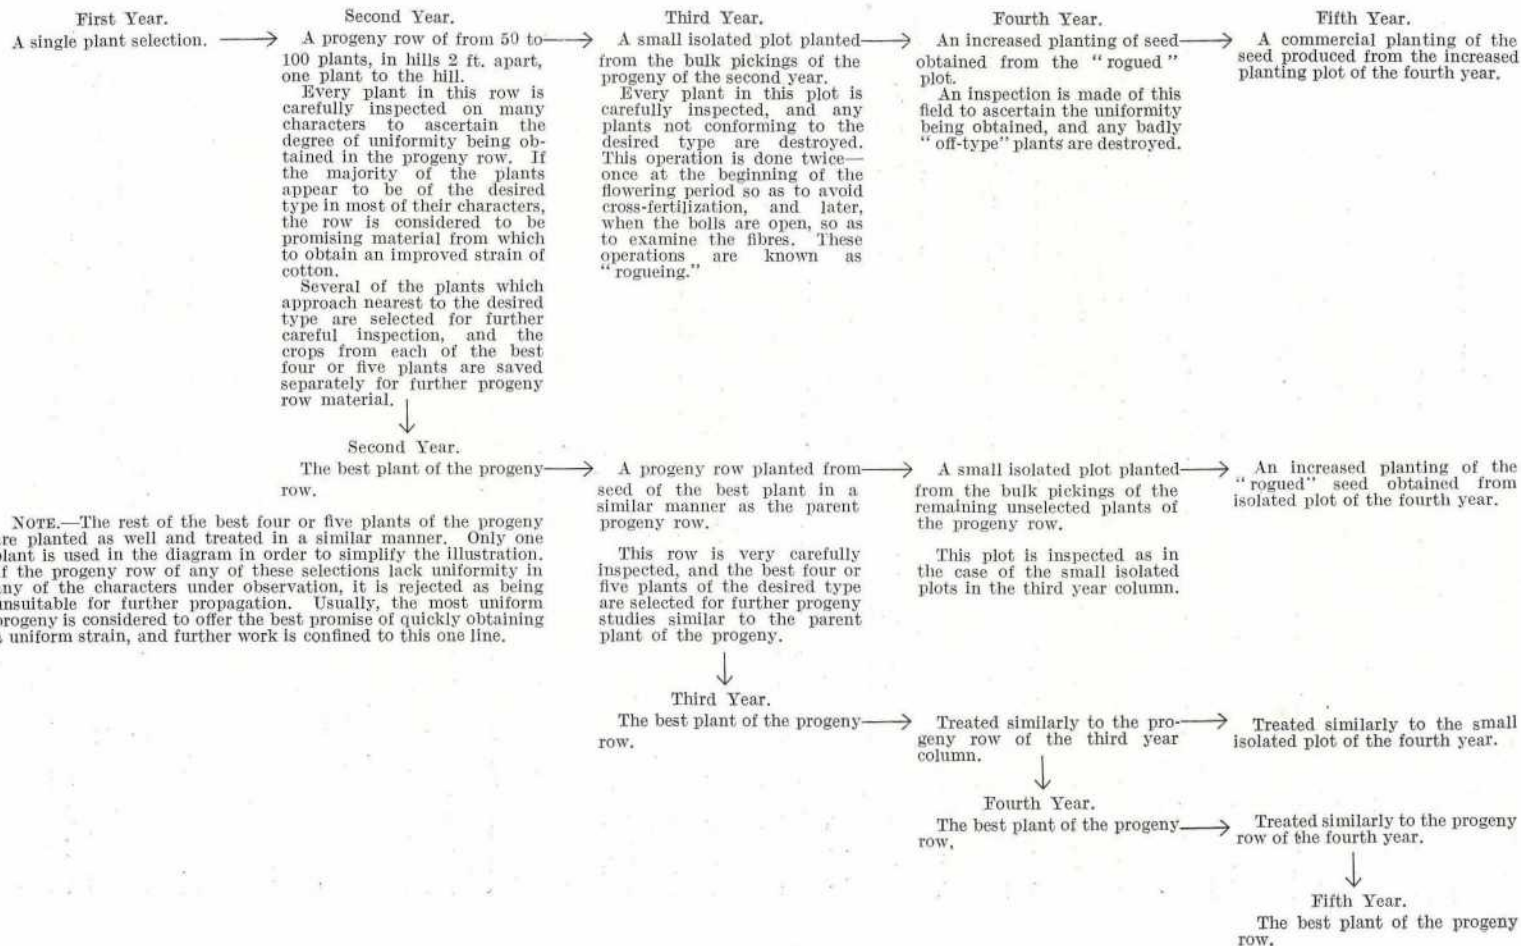 First Year.
A single plant selection.
Second Year.
A progeny row of from 50 to
100 plants, in hills 2 ft. apart,
one plant to the hill.
Every plant in this row is
carefully inspected on many
characters to ascertain the
degree of uniformity being ob-
tained in the progeny row. If
the majority of the plants
appear to be of the desired
type in most of their characters,
the row is considered to be
promising material from which
to obtain an improved strain of
cotton.
Several of the plants which
approach nearest to the desired
type are selected for further
careful inspection, and the
crops from each of the best
four or five plants are saved
separately for further progeny
row material.
Third Year.
A small isolated plot planted
from the bulk pickings of the
progeny of the second year.
Every plant in this plot is
carefully inspected, and any
plants not conforming to the
desired type are destroyed.
This operation is done twice—
once at the beginning of the
flowering period so as to avoid
cross-fertilization, and later,
when the bolls are open, so as
to examine the fibres. These
operations are known as
"rogueing."
Fourth Year.
An increased planting of seed
obtained from the "rogued"
plot.
An inspection is made of this
field to ascertain the uniformity
being obtained, and any badly
"off-type" plants are destroyed.
Fifth Year.
A commercial planting of the
seed produced from the increased
planting plot of the fourth year.
Second Year.
The best plant of the progeny
row.
A progeny row planted from
seed of the best plant in a
similar manner as the parent
progeny row.
This row is very carefully
inspected, and the best four or
five plants of the desired type
are selected for further progeny
studies similar to the parent
plant of the progeny.
A small isolated plot planted
from the bulk pickings of the
remaining unselected plants of
the progeny row.
This plot is inspected as in
the case of the small isolated
plots in the third year column.
An increased planting of the
"rogued" seed obtained from
isolated plot of the fourth year.
NOTE.—The rest of the best four or five plants of the progeny
re planted as well and treated in a similar manner. Only one
plant is used in the diagram in order to simplify the illustration.
f the progeny row of any of these selections lack uniformity in
ny of the characters under observation, it is rejected as being
unsuitable for further propagation. Usually, the most uniform
progeny is considered to offer the best promise of quickly obtaining
a uniform strain, and further work is confined to this one line.
Third Year.
The best plant of the progeny
row.
Treated similarly to the pro-
geny row of the third year
column.
Treated similarly to the small
isolated plot of the fourth year.
Fourth Year.
The best plant of the progeny
row.
Treated similarly to the progeny
row of the fourth year.
Fifth Year.
The best plant of the progeny
row.